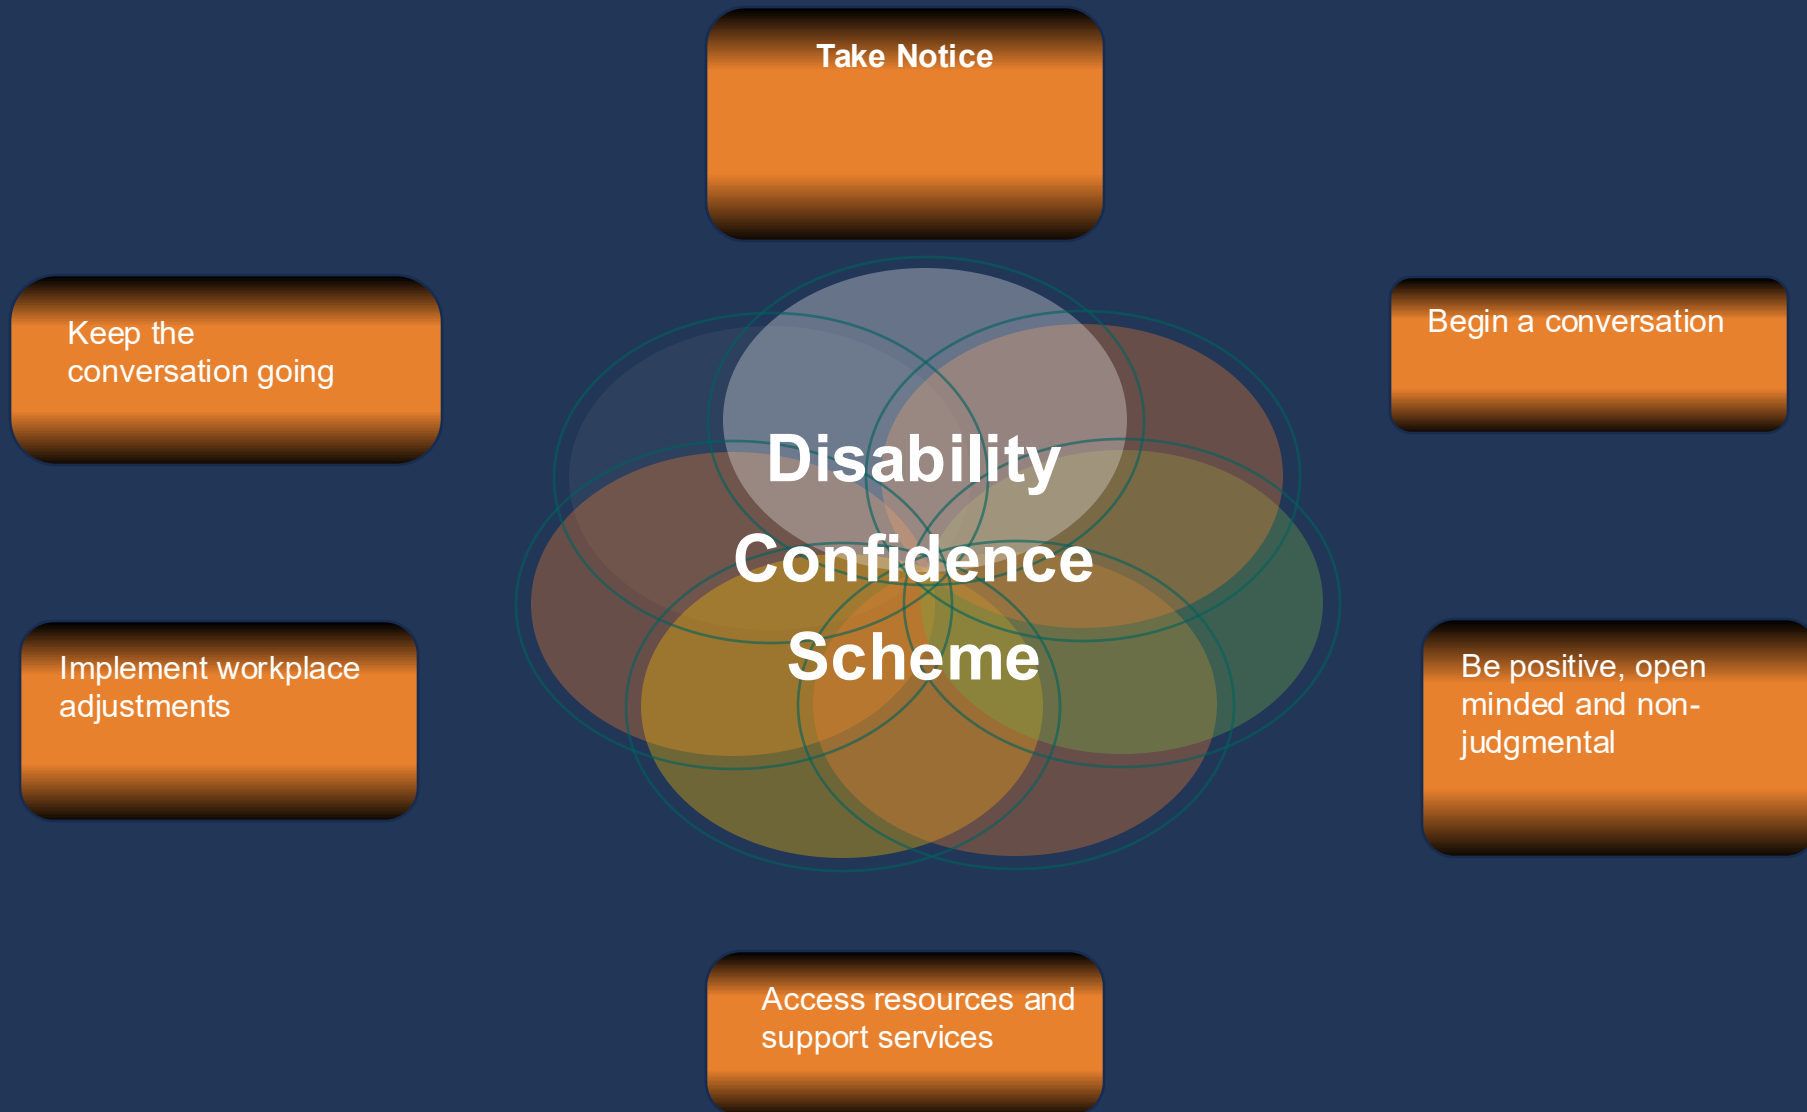 Take Notice
Keep the
conversation going
Begin a conversation
Disability
Confidence
Scheme
Implement workplace
adjustments
Be positive, open
minded and non-
judgmental
Access resources and
support services